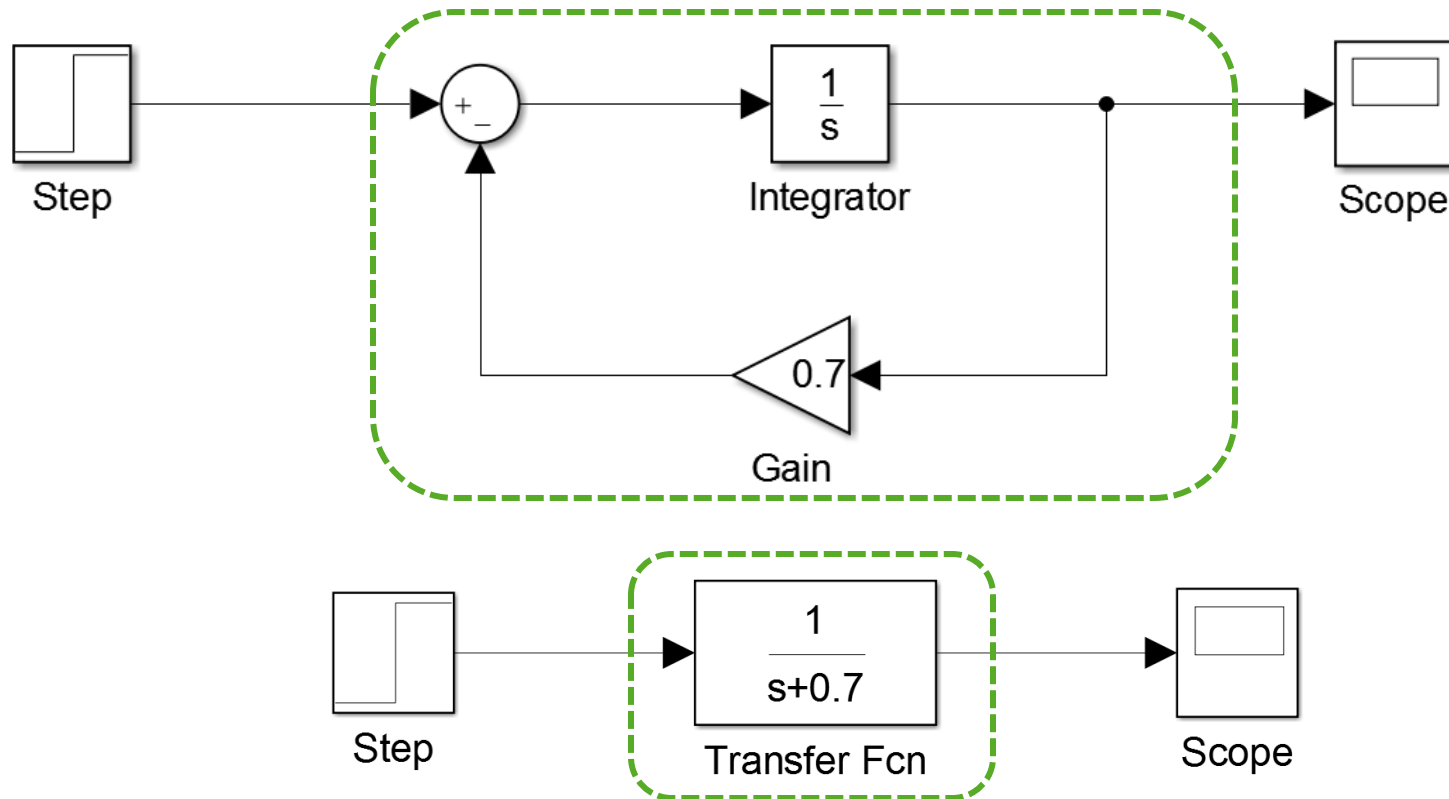 +
−
1
s
Step
Integrator
Scope
0.7
Gain
1
s+0.7
Step
Transfer Fcn
Scope